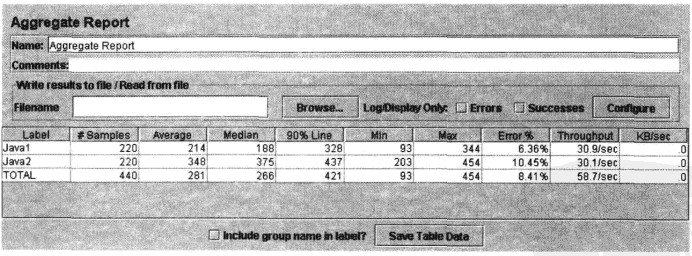 Aggregate Report
Name: Aggregate Report
Comments:
Write results to file / Read from file
Filename Browse... Log/Display Only: Errors Successes Configure
Label # Samples Average Median 90% Line Min Max Error % Throughput KB/sec
Java1 220 214 188 328 93 344 6.36% 30.9/sec .0
Java2 220 348 375 437 203 454 10.45% 30.1/sec .0
TOTAL 440 281 266 421 93 454 8.41% 58.7/sec .0
Include group name in label? Save Table Data